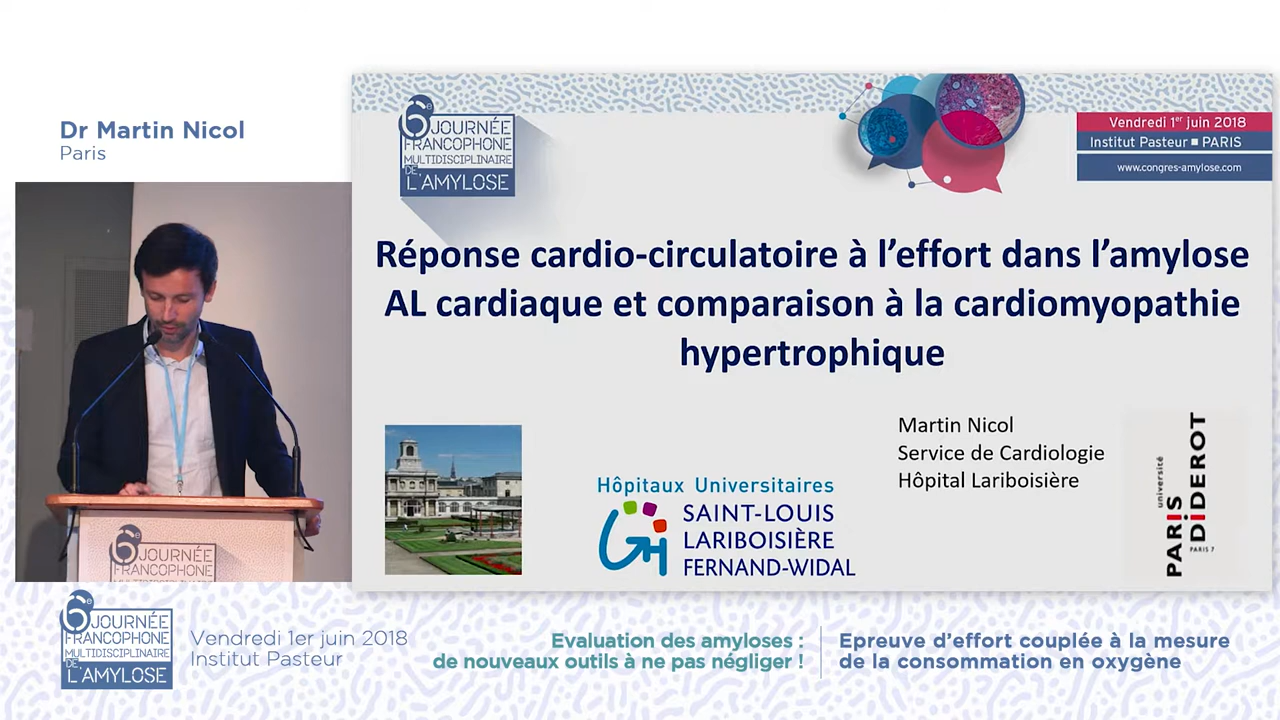 Dr Martin Nicol
Paris
6e
JOURNÉE
FRANCOPHONE
MULTIDISCIPLINAIRE
DE
L'AMYLOSE
Vendredi 1er juin 2018
Institut Pasteur ■ PARIS
www.congres-amylose.com
Réponse cardio-circulatoire à l'effort dans l'amylose
AL cardiaque et comparaison à la cardiomyopathie
hypertrophique
Martin Nicol
Service de Cardiologie
Hôpital Lariboisière
Hôpitaux Universitaires
SAINT-LOUIS
LARIBOISIÈRE
FERNAND-WIDAL
université
PARIS
DIDEROT
PARIS 7
6e
JOURNÉE
FRANCOPHONE
MULTIDISCIPLINAIRE
6e
JOURNÉE
FRANCOPHONE
MULTIDISCIPLINAIRE
DE
L'AMYLOSE
Vendredi 1er juin 2018
Institut Pasteur
Evaluation des amyloses :
de nouveaux outils à ne pas négliger !
Epreuve d'effort couplée à la mesure
de la consommation en oxygène